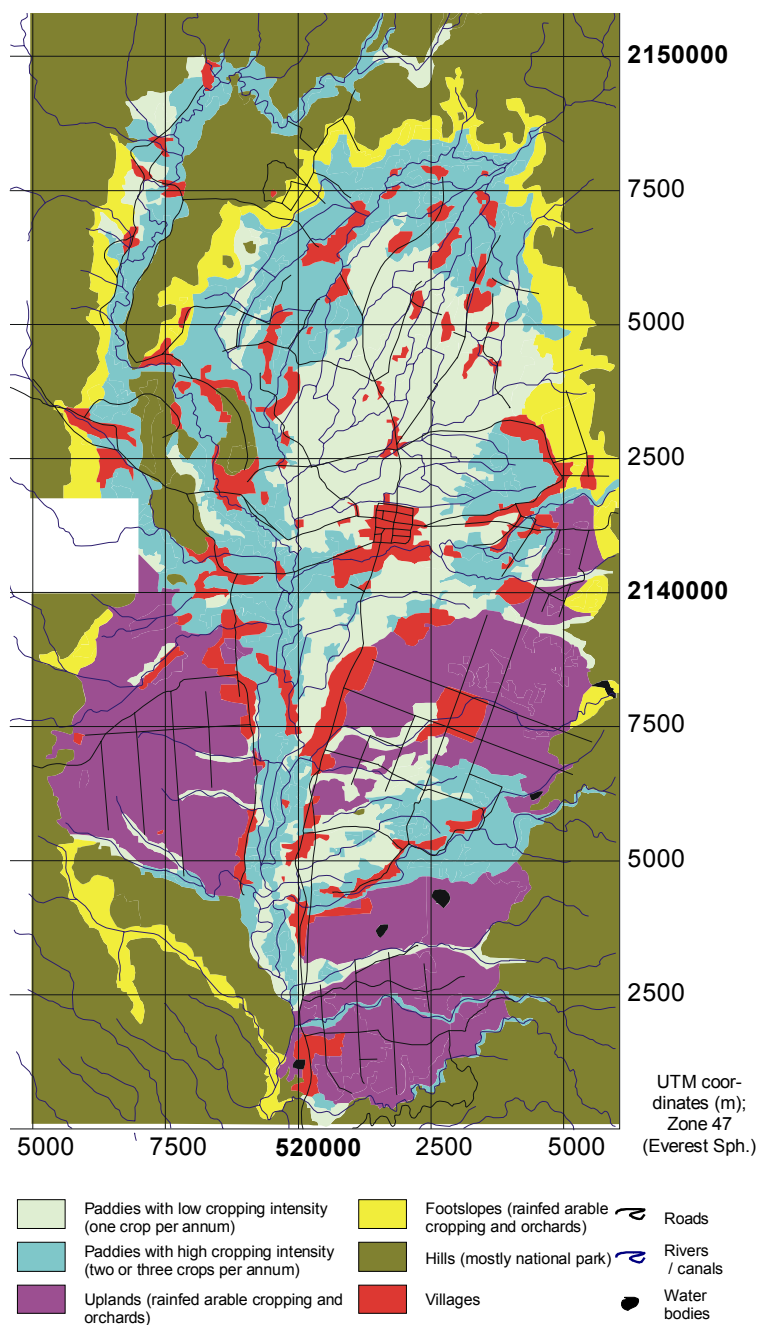 2150000
7500
5000
2500
2140000
7500
5000
2500
UTM coor-
dinates (m);
Zone 47
(Everest Sph.)
5000 7500 520000 2500 5000
Paddies with low cropping intensity
(one crop per annum)
Paddies with high cropping intensity
(two or three crops per annum)
Uplands (rainfed arable cropping and
orchards)
Footslopes (rainfed arable
cropping and orchards)
Hills (mostly national park)
Villages
Roads
Rivers
/ canals
Water
bodies